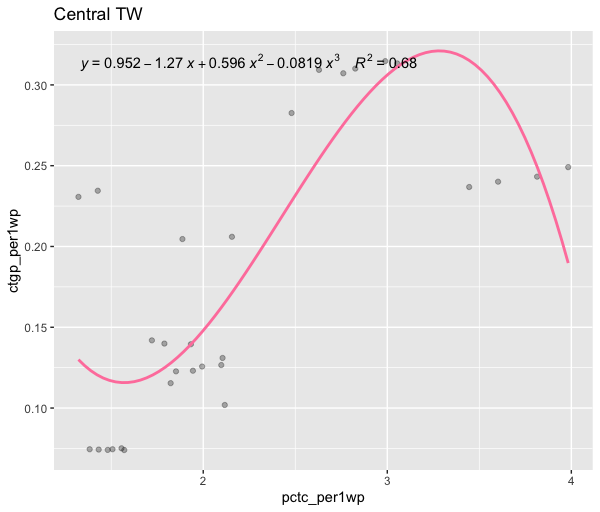 Central TW
y = 0.952 – 1.27 x + 0.596 x² – 0.0819 x³ R² = 0.68
0.30
0.25
0.20
0.15
0.10
ctgp_per1wp
2 3 4
pctc_per1wp